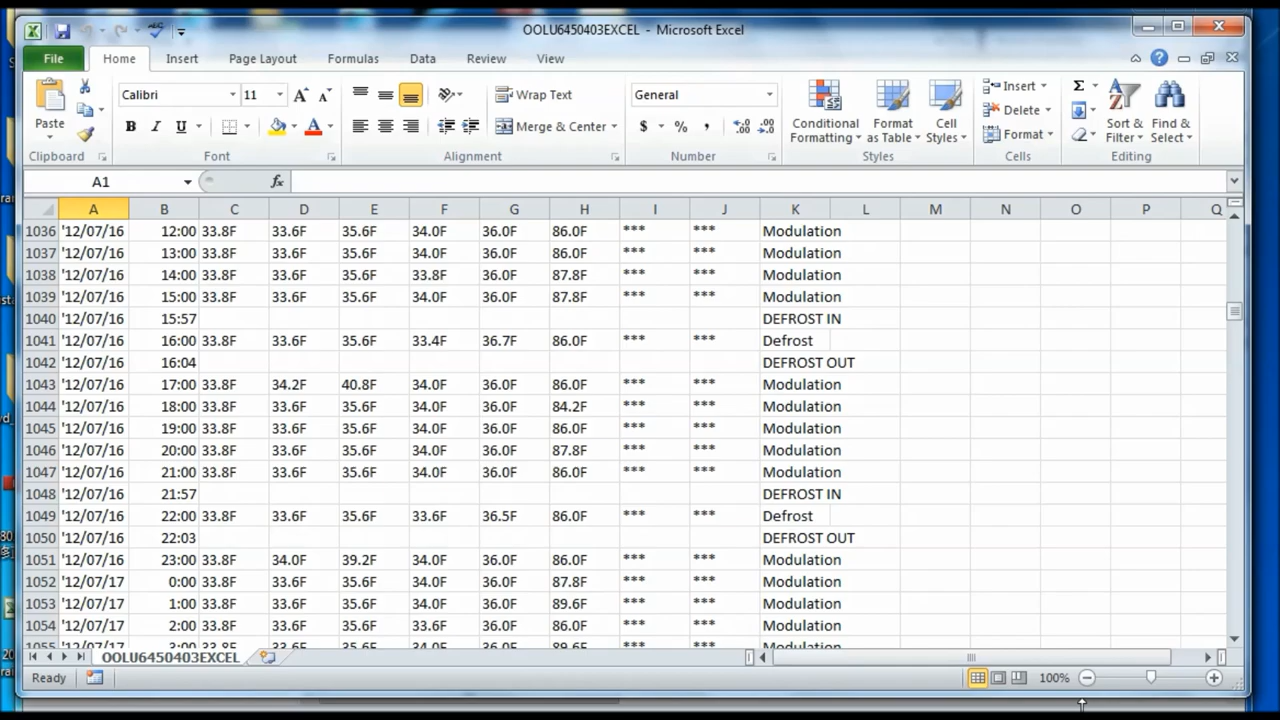 OOLU6450403EXCEL - Microsoft Excel
File Home Insert Page Layout Formulas Data Review View
Paste
Clipboard
Calibri 11
B I U
Font
Wrap Text
Merge & Center
Alignment
General
$ % ,
Number
Conditional Formatting
Format as Table
Cell Styles
Styles
Insert
Delete
Format
Cells
Sort & Filter
Find & Select
Editing
A1 fx
A B C D E F G H I J K L M N O P Q
1036 '12/07/16 12:00 33.8F 33.6F 35.6F 34.0F 36.0F 86.0F *** *** Modulation
1037 '12/07/16 13:00 33.8F 33.6F 35.6F 34.0F 36.0F 86.0F *** *** Modulation
1038 '12/07/16 14:00 33.8F 33.6F 35.6F 33.8F 36.0F 87.8F *** *** Modulation
1039 '12/07/16 15:00 33.8F 33.6F 35.6F 34.0F 36.0F 87.8F *** *** Modulation
1040 '12/07/16 15:57 DEFROST IN
1041 '12/07/16 16:00 33.8F 33.6F 35.6F 33.4F 36.7F 86.0F *** *** Defrost
1042 '12/07/16 16:04 DEFROST OUT
1043 '12/07/16 17:00 33.8F 34.2F 40.8F 34.0F 36.0F 86.0F *** *** Modulation
1044 '12/07/16 18:00 33.8F 33.6F 35.6F 34.0F 36.0F 84.2F *** *** Modulation
1045 '12/07/16 19:00 33.8F 33.6F 35.6F 34.0F 36.0F 86.0F *** *** Modulation
1046 '12/07/16 20:00 33.8F 33.6F 35.6F 34.0F 36.0F 87.8F *** *** Modulation
1047 '12/07/16 21:00 33.8F 33.6F 35.6F 34.0F 36.0F 86.0F *** *** Modulation
1048 '12/07/16 21:57 DEFROST IN
1049 '12/07/16 22:00 33.8F 33.6F 35.6F 33.6F 36.5F 86.0F *** *** Defrost
1050 '12/07/16 22:03 DEFROST OUT
1051 '12/07/16 23:00 33.8F 34.0F 39.2F 34.0F 36.0F 86.0F *** *** Modulation
1052 '12/07/17 0:00 33.8F 33.6F 35.6F 34.0F 36.0F 87.8F *** *** Modulation
1053 '12/07/17 1:00 33.8F 33.6F 35.6F 34.0F 36.0F 89.6F *** *** Modulation
1054 '12/07/17 2:00 33.8F 33.6F 35.6F 33.6F 36.0F 86.0F *** *** Modulation
1055 '12/07/17 3:00 33.8F 33.6F 35.6F 34.0F 36.0F 89.6F *** *** Modulation
OOLU6450403EXCEL
Ready 100%